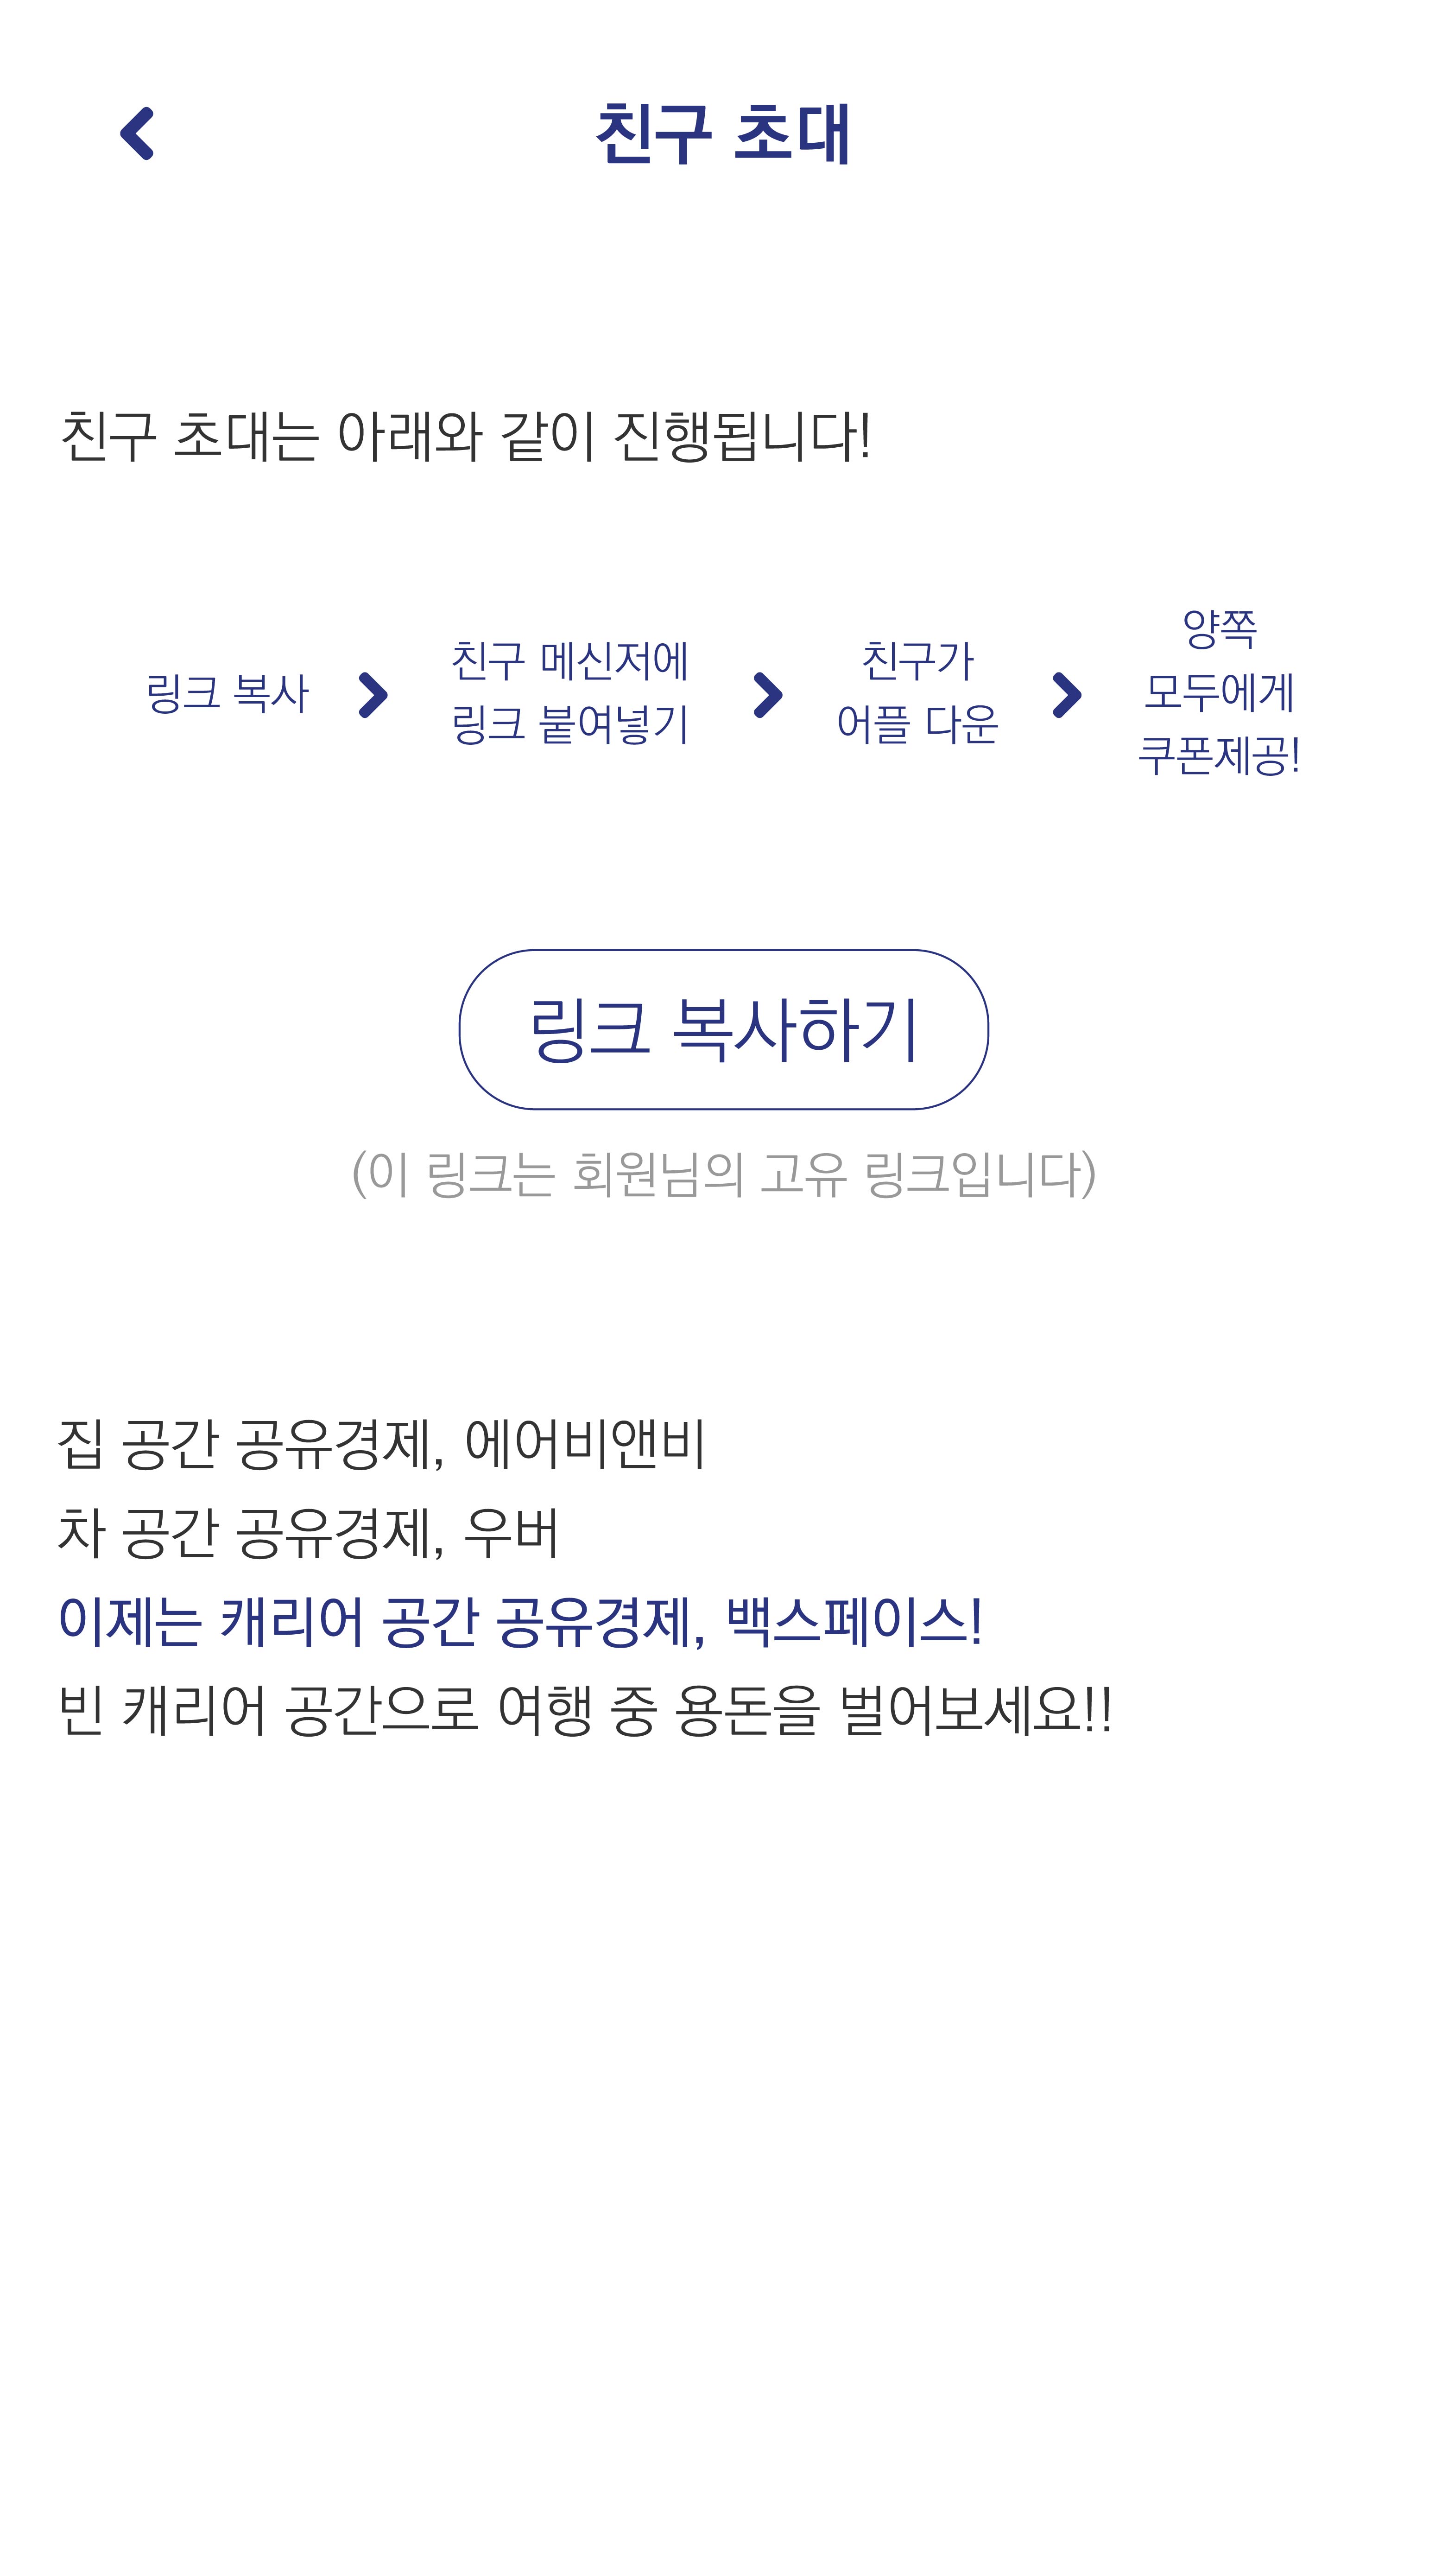 친구 초대
친구 초대는 아래와 같이 진행됩니다!
링크 복사
친구 메신저에
링크 붙여넣기
친구가
어플 다운
양쪽
모두에게
쿠폰제공!
링크 복사하기
(이 링크는 회원님의 고유 링크입니다)
집 공간 공유경제, 에어비앤비
차 공간 공유경제, 우버
이제는 캐리어 공간 공유경제, 백스페이스!
빈 캐리어 공간으로 여행 중 용돈을 벌어보세요!!